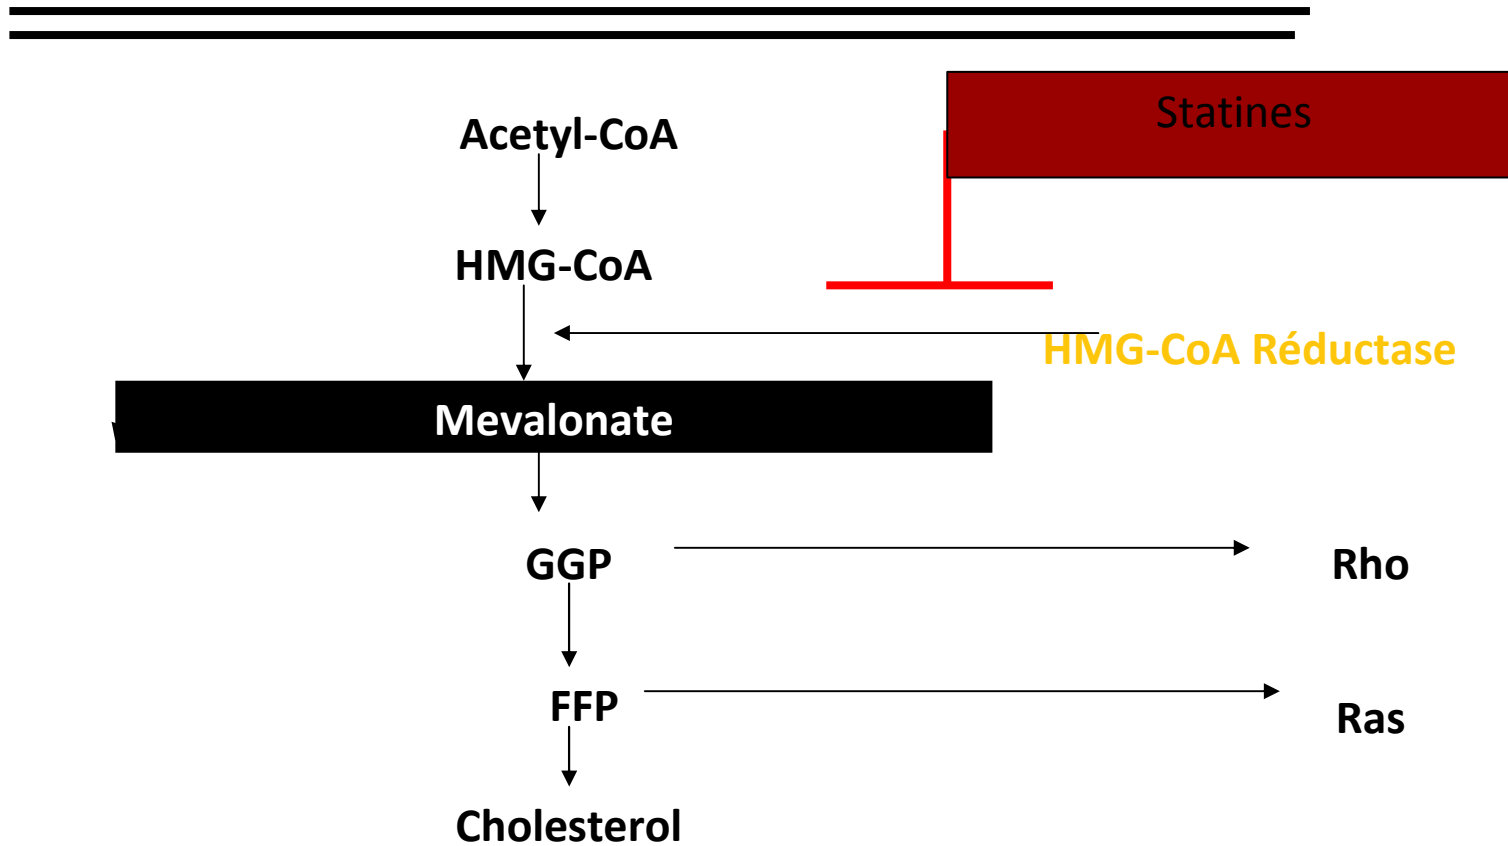 Statines
Acetyl-CoA
HMG-CoA
HMG-CoA Réductase
Mevalonate
GGP
Rho
FFP
Ras
Cholesterol